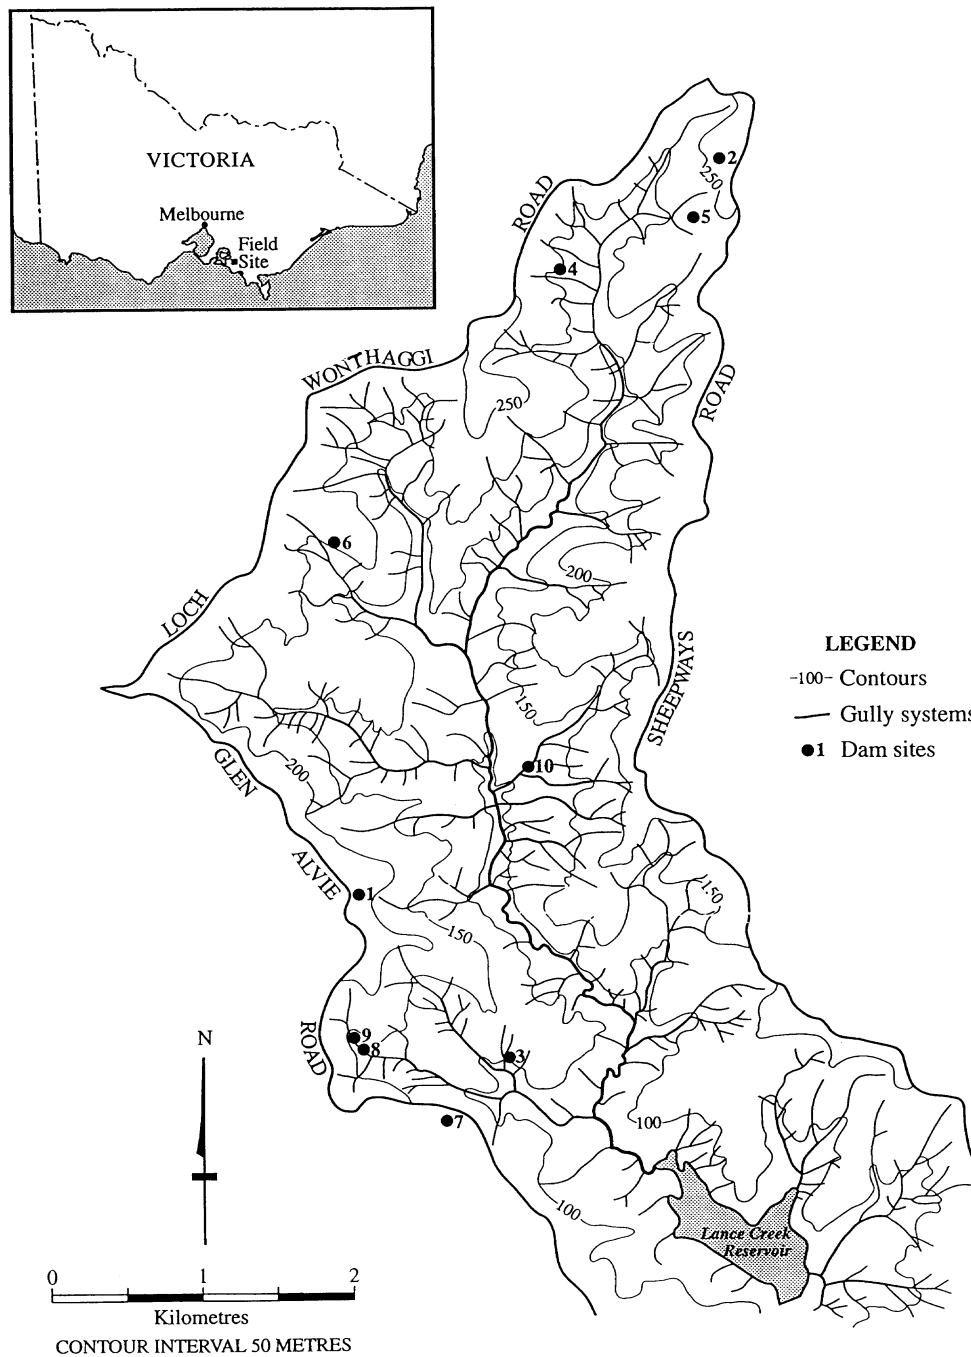 VICTORIA
Melbourne
Field
Site
2
250
5
ROAD
4
WONTHAGGI
ROAD
250
6
200
LOCH
LEGEND
-100- Contours
Gully systems
1 Dam sites
SHEEPWAYS
150
GLEN
200
10
ALVIE
1
150
150
9
8
3
ROAD
N
7
100
100
Lance Creek
Reservoir
0 1 2
Kilometres
CONTOUR INTERVAL 50 METRES